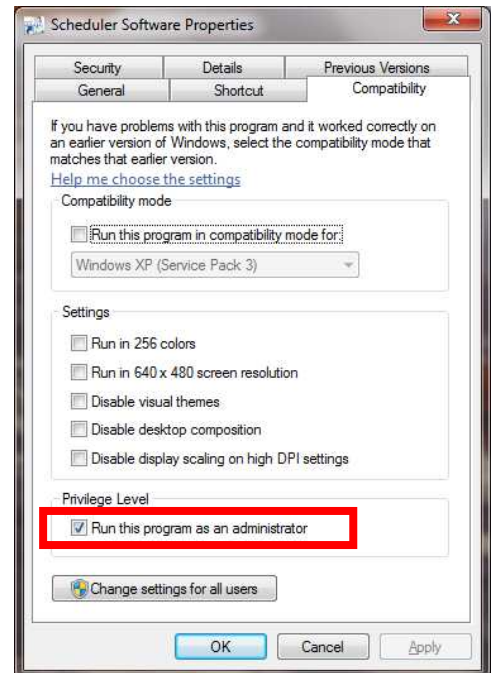 Scheduler Software Properties
Security Details Previous Versions
General Shortcut Compatibility
If you have problems with this program and it worked correctly on
an earlier version of Windows, select the compatibility mode that
matches that earlier version.
Help me choose the settings
Compatibility mode
Run this program in compatibility mode for:
Windows XP (Service Pack 3)
Settings
Run in 256 colors
Run in 640 x 480 screen resolution
Disable visual themes
Disable desktop composition
Disable display scaling on high DPI settings
Privilege Level
Run this program as an administrator
Change settings for all users
OK Cancel Apply